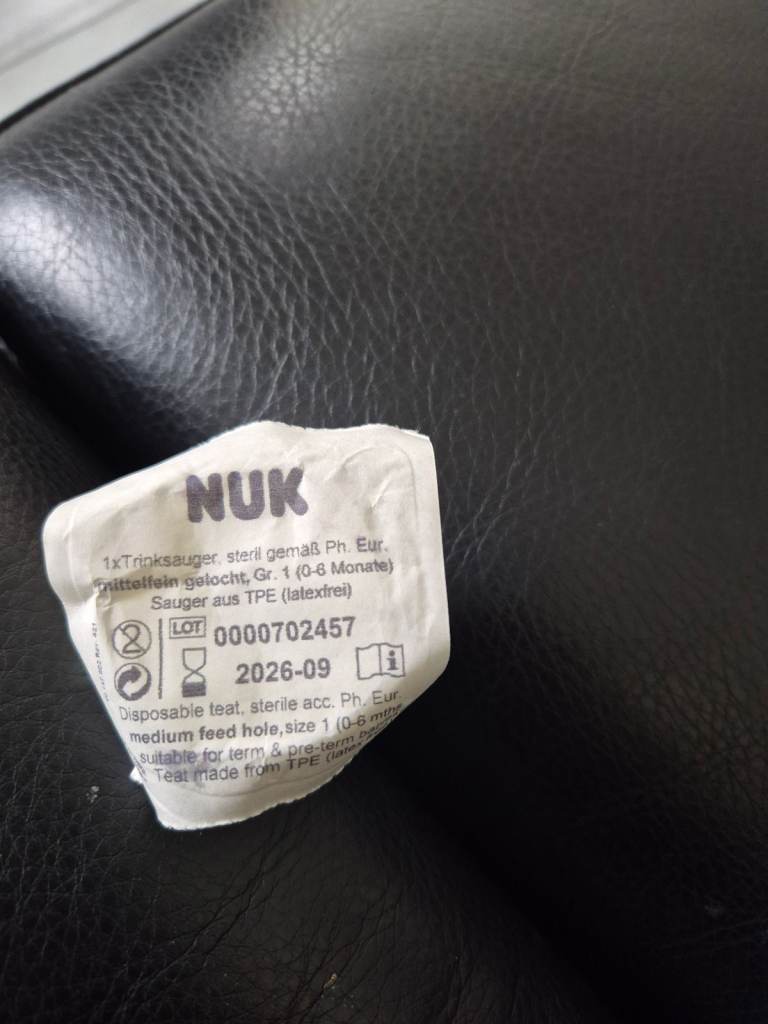 NUK
1xTrinksauger, steril gemäß Ph. Eur.
mittelfein gelocht, Gr. 1 (0-6 Monate)
Sauger aus TPE (latexfrei)
LOT 0000702457
2026-09
Disposable teat, sterile acc. Ph. Eur.
medium feed hole, size 1 (0-6 mths
suitable for term & pre-term
Teat made from TPE